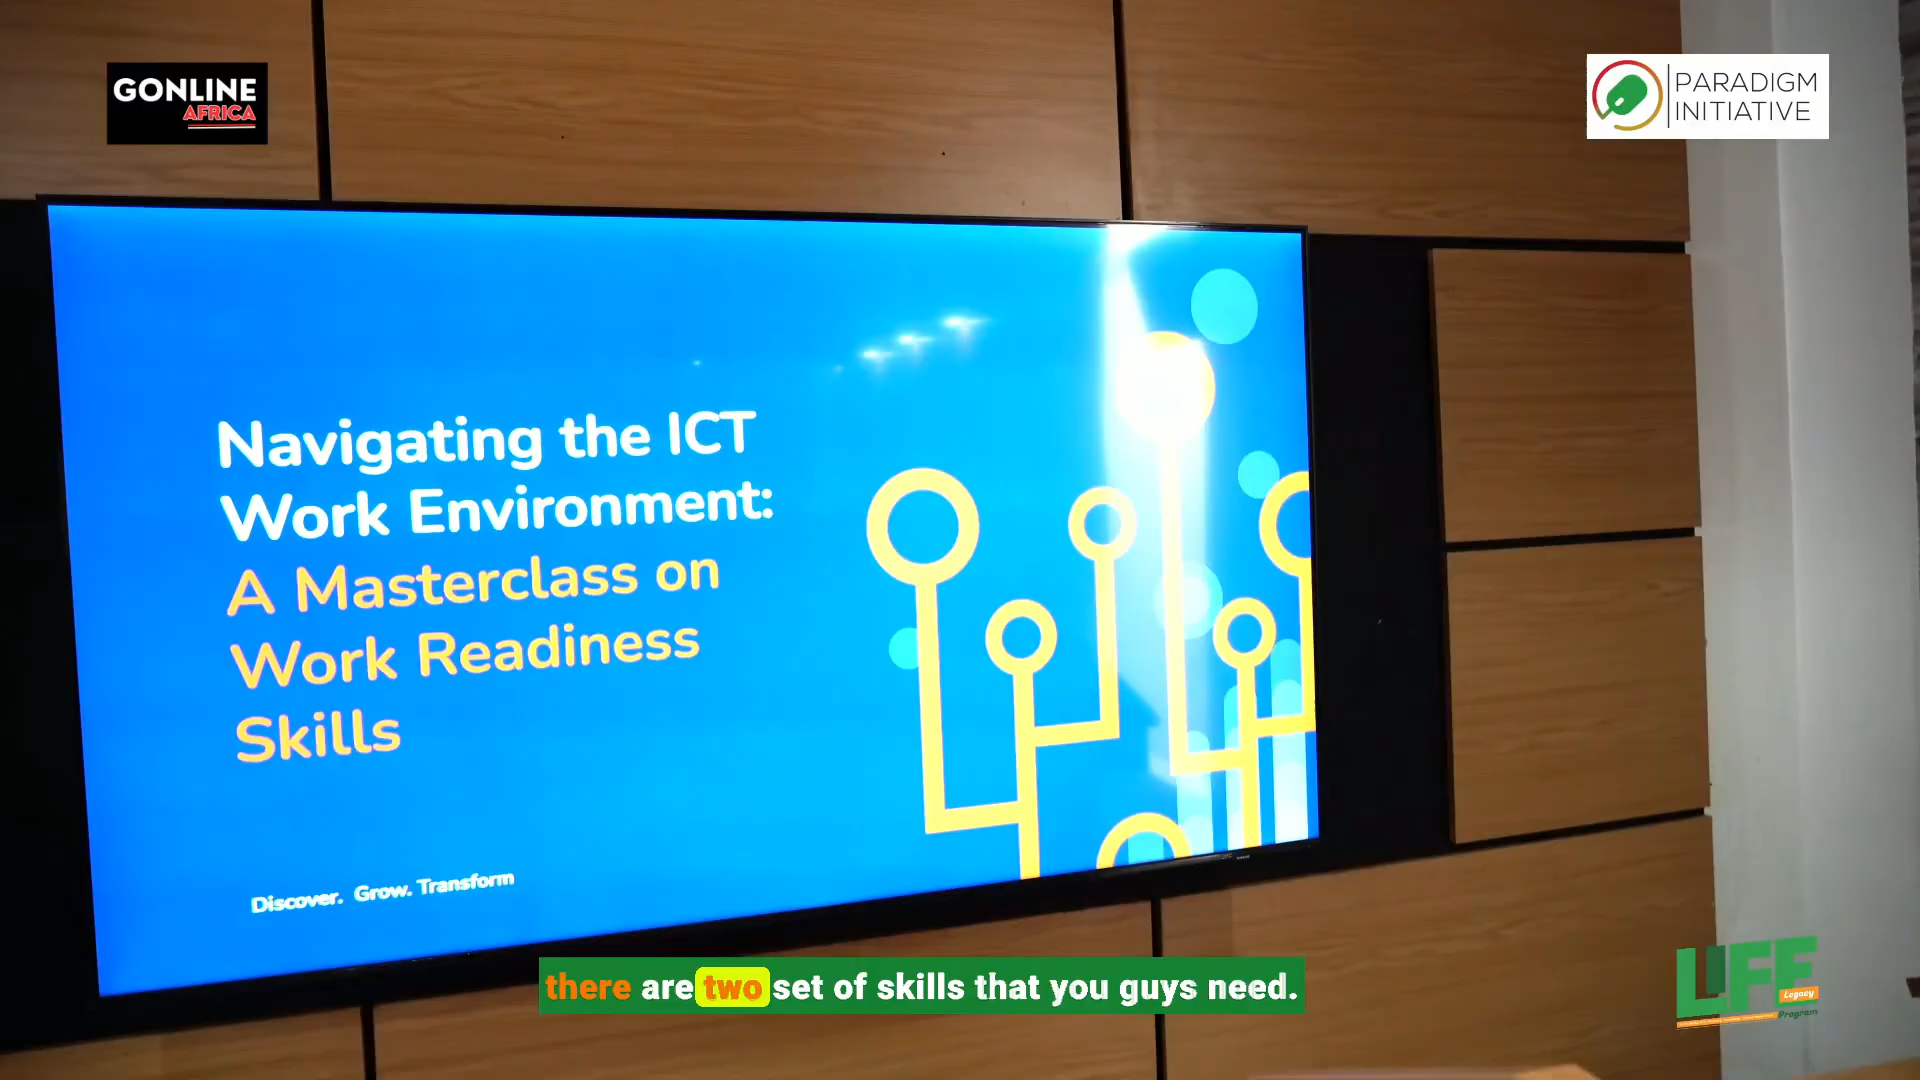 GONLINE
AFRICA
PARADIGM
INITIATIVE
Navigating the ICT
Work Environment:
A Masterclass on
Work Readiness
Skills
Discover. Grow. Transform
there are two set of skills that you guys need.
LIFE
Legacy
Program